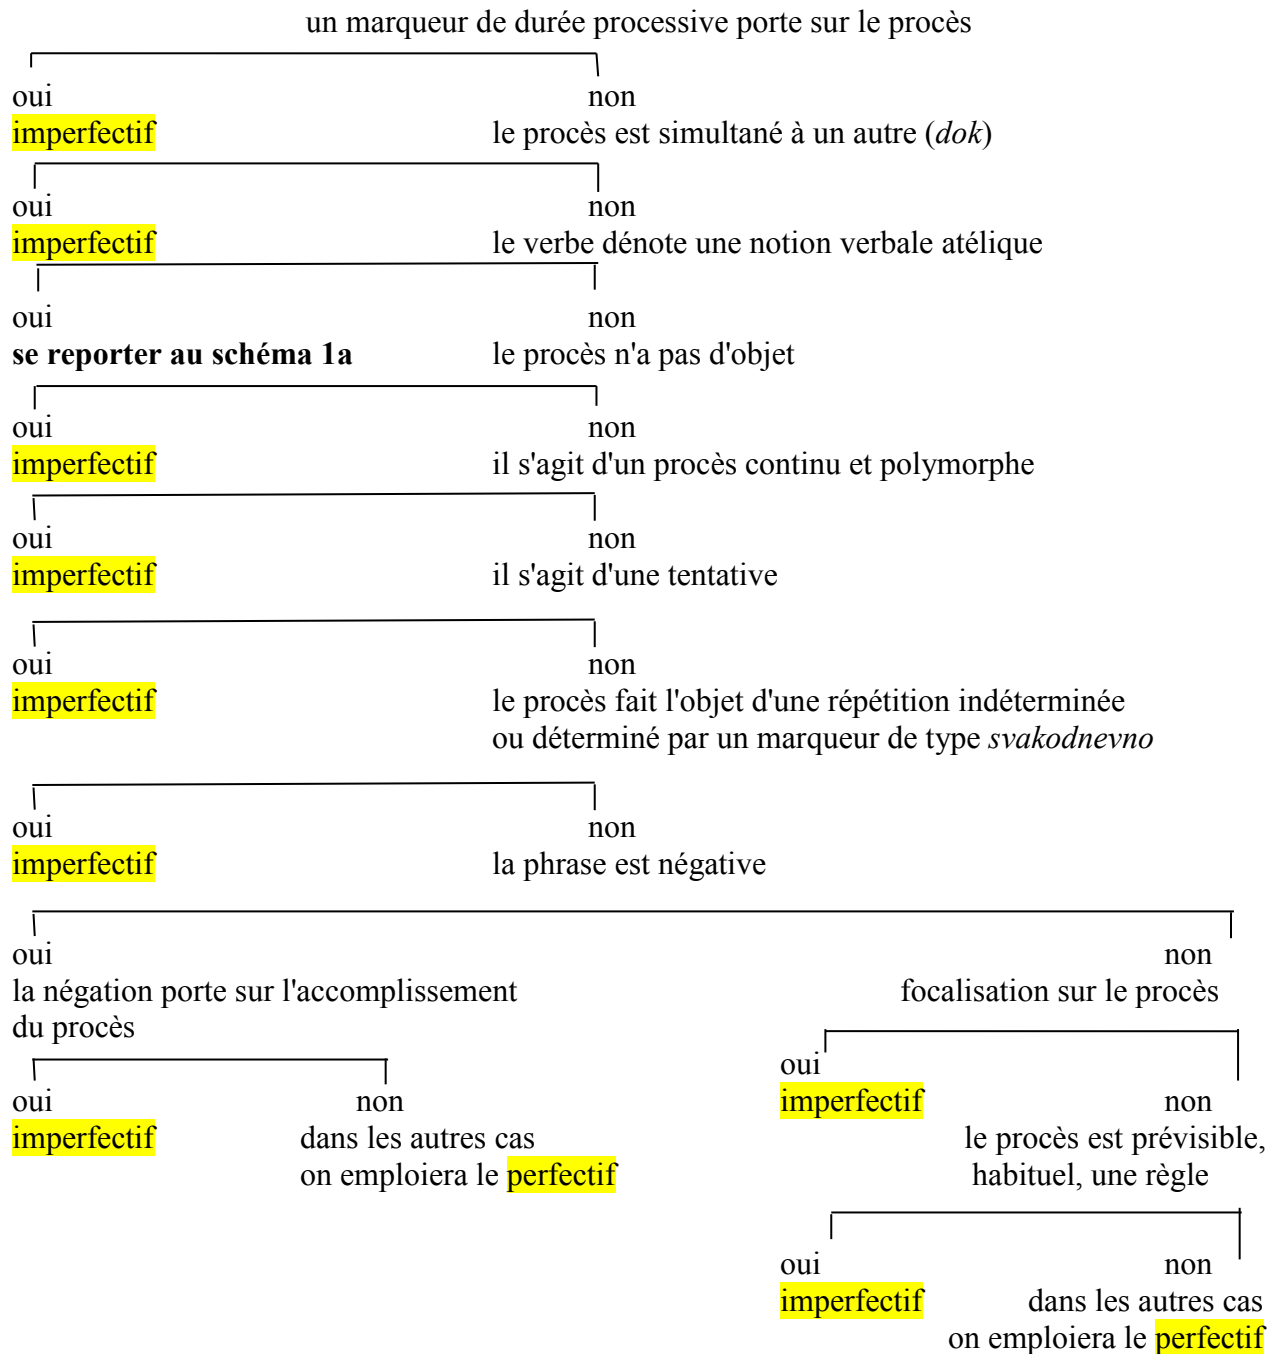 un marqueur de durée processive porte sur le procès
oui non
imperfectif le procès est simultané à un autre (dok)
oui non
imperfectif le verbe dénote une notion verbale atélique
oui non
se reporter au schéma 1a le procès n'a pas d'objet
oui non
imperfectif il s'agit d'un procès continu et polymorphe
oui non
imperfectif il s'agit d'une tentative
oui non
imperfectif le procès fait l'objet d'une répétition indéterminée
ou déterminé par un marqueur de type svakodnevno
oui non
imperfectif la phrase est négative
oui non
la négation porte sur l'accomplissement focalisation sur le procès
du procès
oui
oui non imperfectif non
imperfectif dans les autres cas le procès est prévisible,
on emploiera le perfectif habituel, une règle
oui non
imperfectif dans les autres cas
on emploiera le perfectif